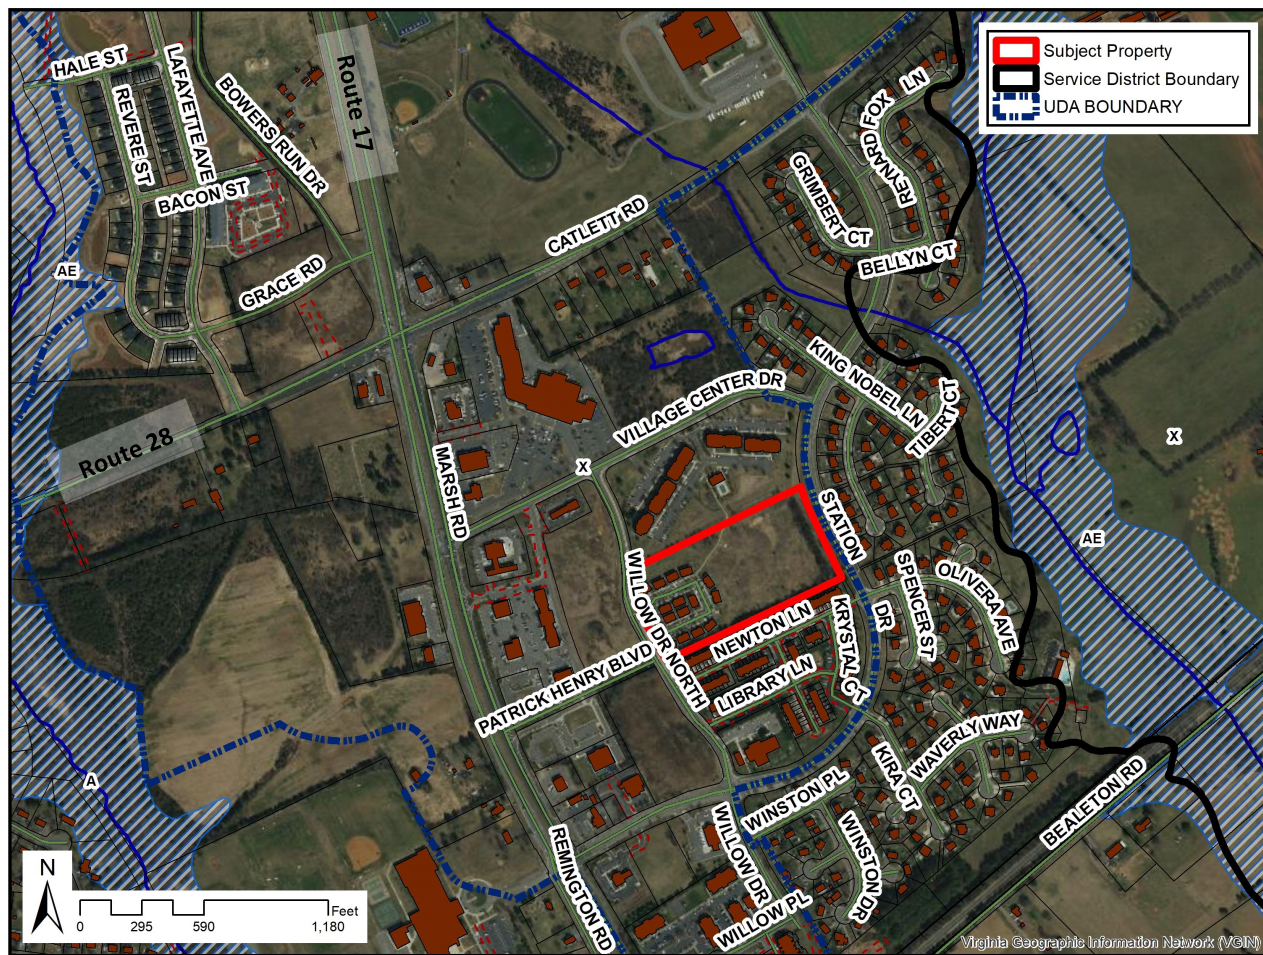 Subject Property
Service District Boundary
UDA BOUNDARY
HALE ST
LAFAYETTE AVE
REVERE ST
BOWERS RUN DR
Route 17
BACON ST
GRACE RD
CATLETT RD
RENARD FOX LN
GRIMBERT CT
BELLYN CT
AE
KING NOBEL LN
TIBERT CT
VILLAGE CENTER DR
Route 28
MARSH RD
X
X
STATION DR
AE
WILLOW DR NORTH
NEWTON LN
KRYSTAL CT
SPENCER ST
OLIVERA AVE
PATRICK HENRY BLVD
LIBRARY LN
KIRA CT
WAVERLY WAY
A
WINSTON PL
WINSTON DR
BEALETON RD
REMINGTON RD
WILLOW DR
WILLOW PL
N
Feet
0 295 590 1,180
Virginia Geographic Information Network (VGIN)